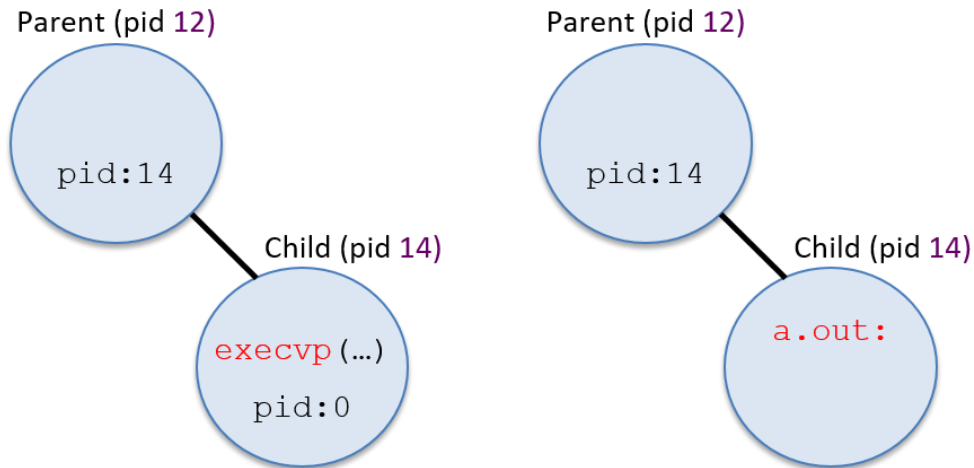 Parent (pid 12)
pid:14
Child (pid 14)
execvp(…)
pid:0
Parent (pid 12)
pid:14
Child (pid 14)
a.out: